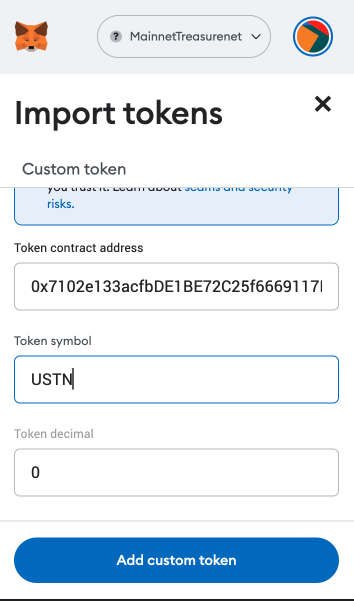 ? MainnetTreasurenet
Import tokens
Custom token
you trust it. Learn about scams and security
risks.
Token contract address
0x7102e133acfbDE1BE72C25f6669117
Token symbol
USTN
Token decimal
0
Add custom token